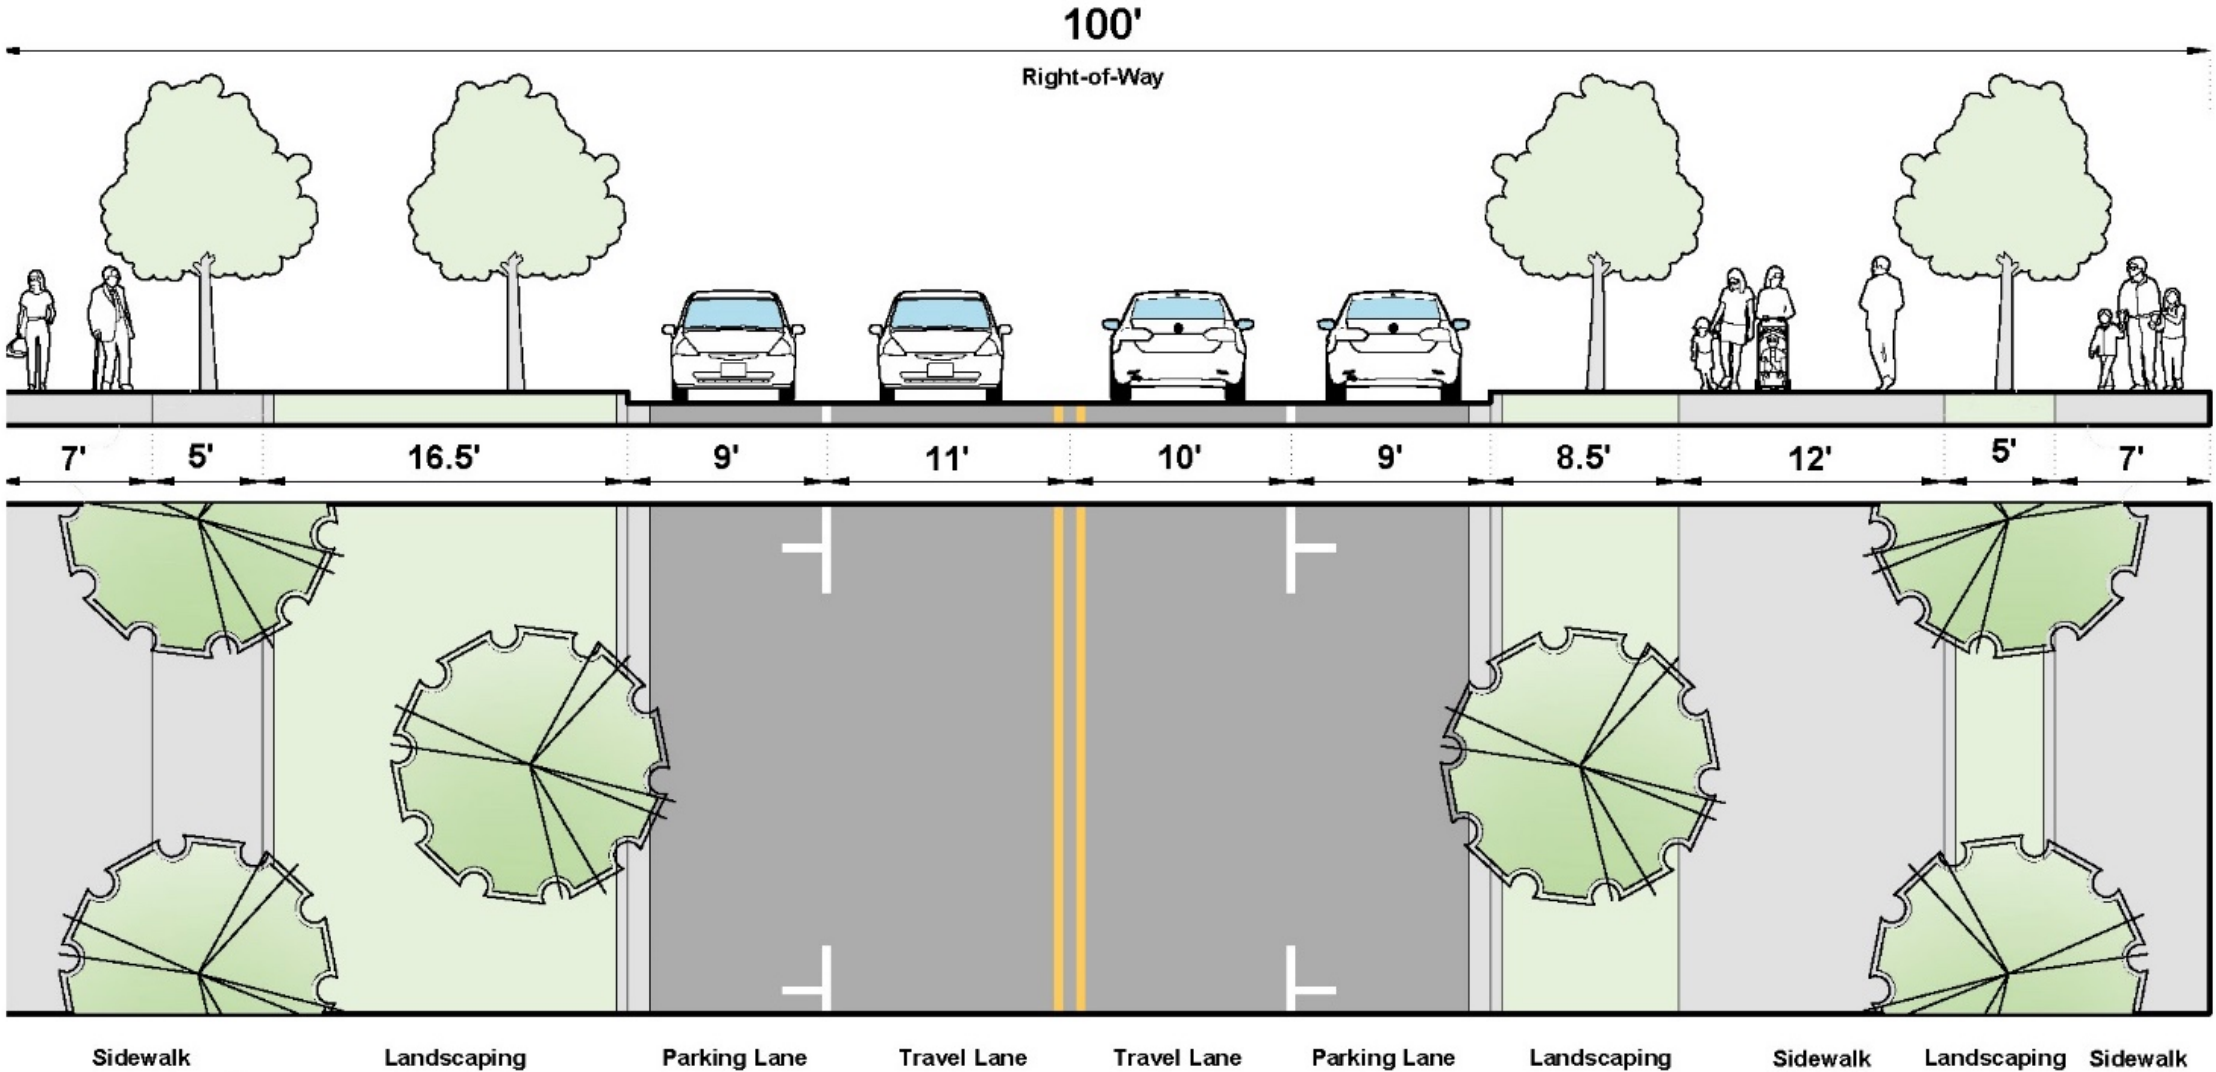 100'
Right-of-Way
7' 5' 16.5' 9' 11' 10' 9' 8.5' 12' 5' 7'
Sidewalk Landscaping Parking Lane Travel Lane Travel Lane Parking Lane Landscaping Sidewalk Landscaping Sidewalk